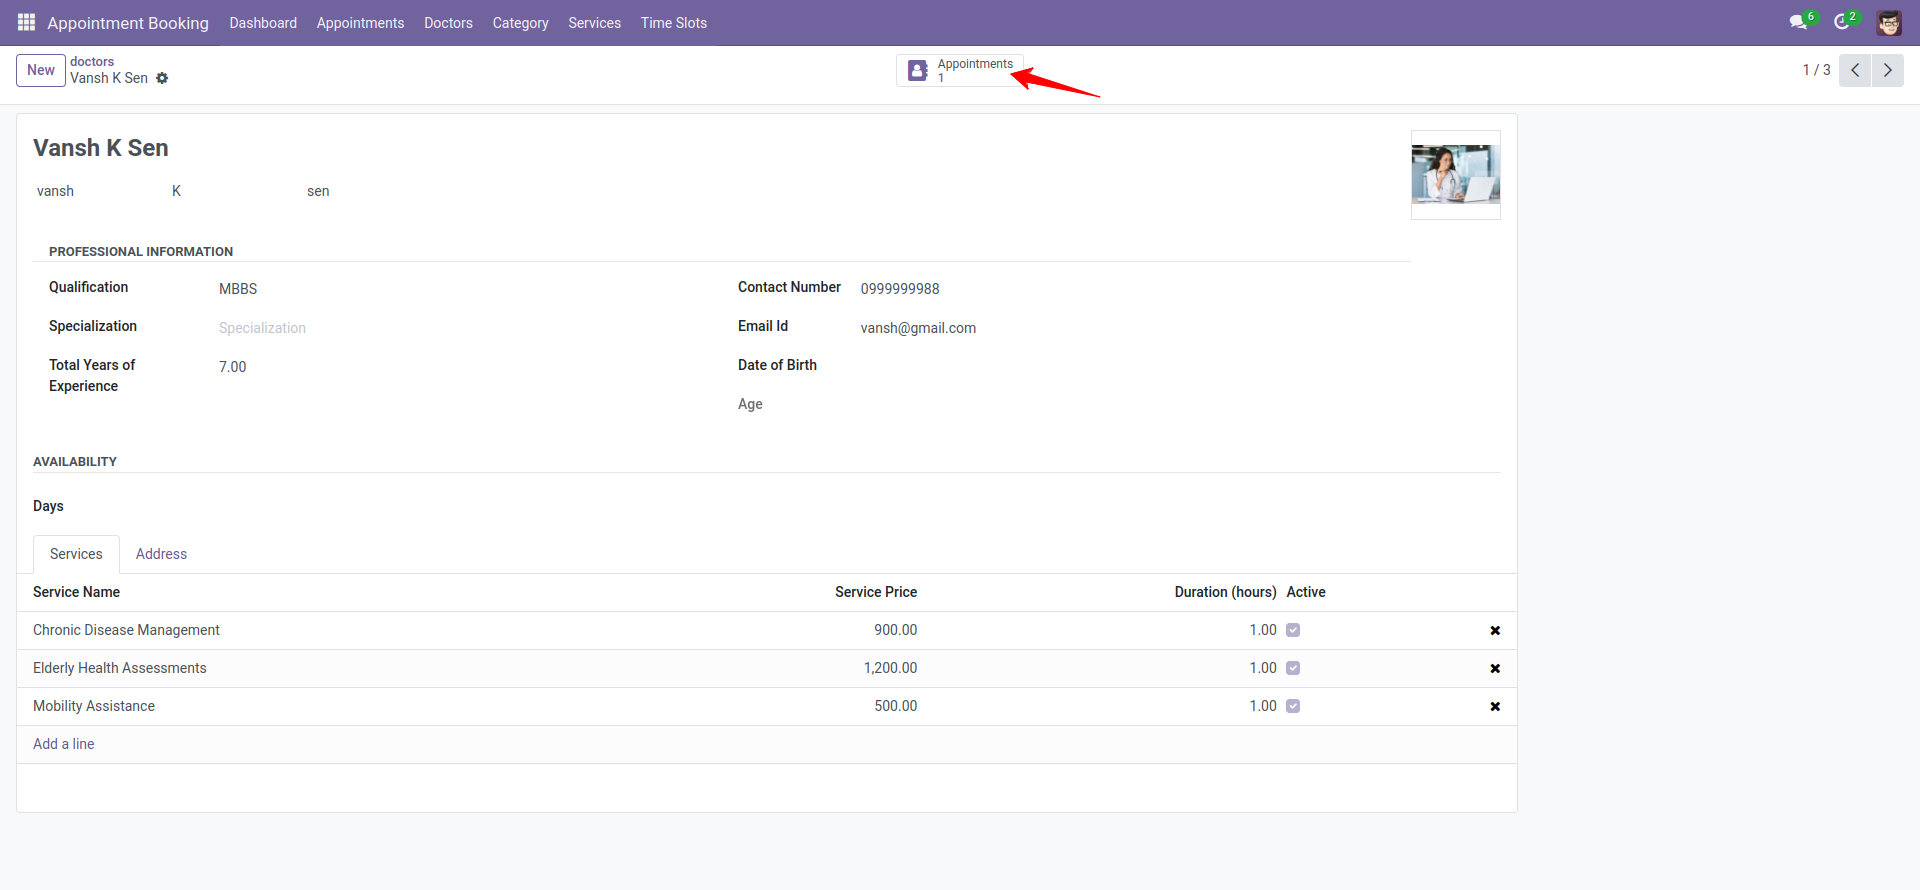 Appointment Booking Dashboard Appointments Doctors Category Services Time Slots 6 2
New doctors
Vansh K Sen
Appointments
1
1 / 3
Vansh K Sen
vansh K sen
PROFESSIONAL INFORMATION
Qualification MBBS Contact Number 0999999988
Specialization Specialization Email Id vansh@gmail.com
Total Years of Experience 7.00 Date of Birth
Age
AVAILABILITY
Days
Services Address
Service Name Service Price Duration (hours) Active
Chronic Disease Management 900.00 1.00
Elderly Health Assessments 1,200.00 1.00
Mobility Assistance 500.00 1.00
Add a line